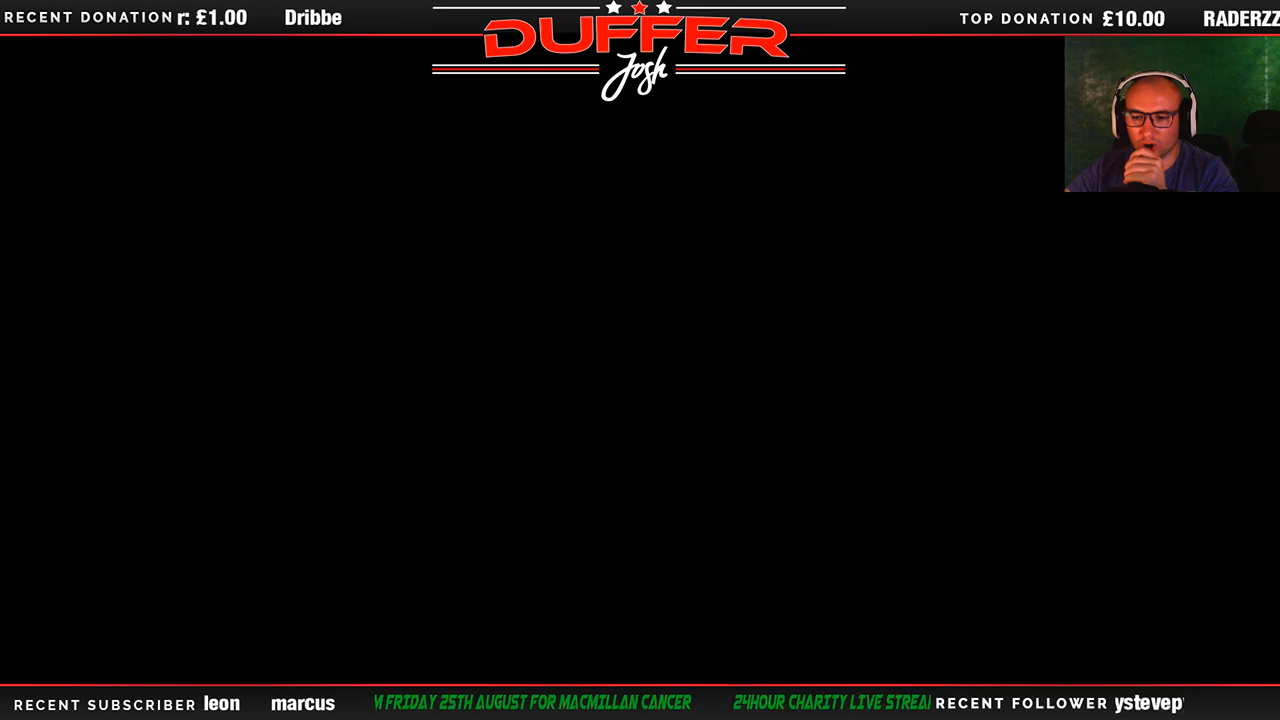 RECENT DONATION r: £1.00 Dribbe
DUFFER
Josh
TOP DONATION £10.00 RADERZZ
RECENT SUBSCRIBER leon marcus
FRIDAY 25TH AUGUST FOR MACMILLAN CANCER 24HOUR CHARITY LIVE STREA
RECENT FOLLOWER ystevep